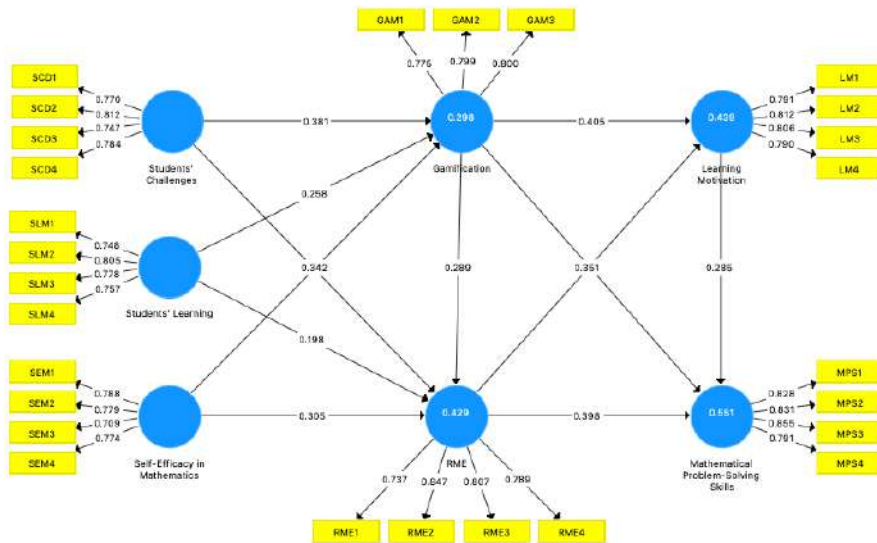 GAM1
GAM2
GAM3
0.775
0.799
0.800
SCD1
SCD2
SCD3
SCD4
0.770
0.812
0.747
0.784
Students'
Challenges
0.381
0.298
Gamification
0.405
0.439
Learning
Motivation
0.791
0.812
0.806
0.790
LM1
LM2
LM3
LM4
SLM1
SLM2
SLM3
SLM4
0.748
0.805
0.778
0.757
Students' Learning
0.258
0.342
0.289
0.351
0.285
0.198
SEM1
SEM2
SEM3
SEM4
0.788
0.779
0.709
0.774
Self-Efficacy in
Mathematics
0.305
0.429
RME
0.398
0.551
Mathematical
Problem-Solving
Skills
0.828
0.831
0.855
0.791
MPS1
MPS2
MPS3
MPS4
0.737
0.847
0.807
0.789
RME1
RME2
RME3
RME4